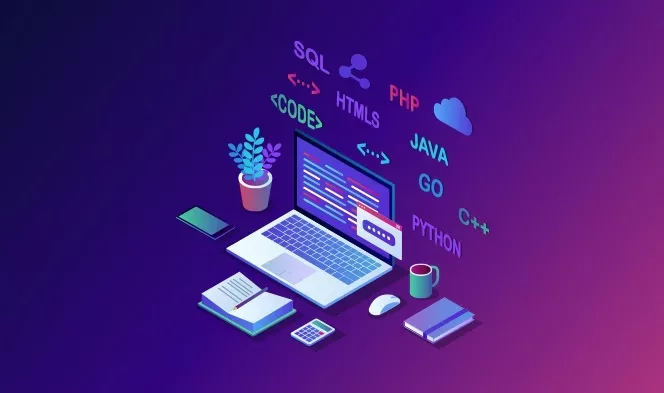 SQL
<...>
PHP
HTMLS
<CODE>
JAVA
<...>
GO
C++
PYTHON